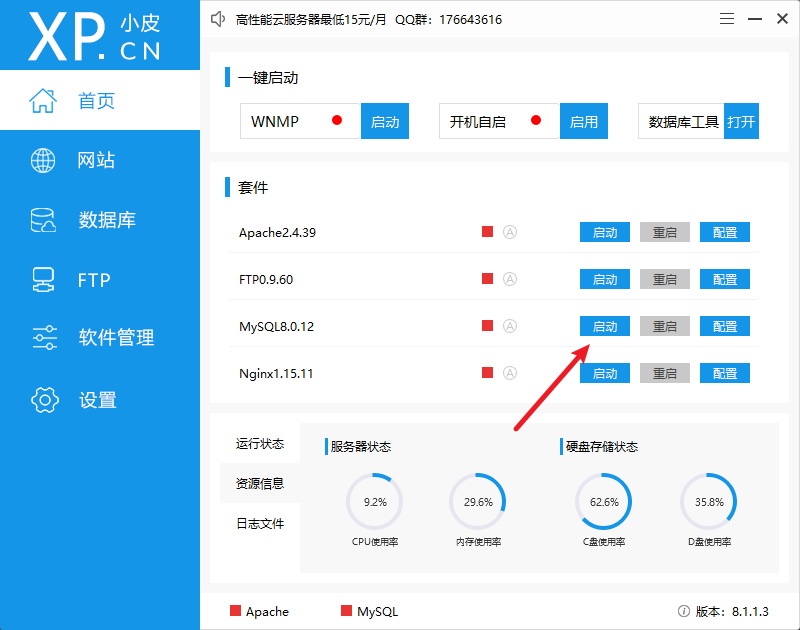 XP.CN 小皮
高性能云服务器最低15元/月 QQ群：176643616
首页
网站
数据库
FTP
软件管理
设置
一键启动
WNMP 启动 开机自启 启用 数据库工具 打开
套件
Apache2.4.39 A 启动 重启 配置
FTP0.9.60 A 启动 重启 配置
MySQL8.0.12 A 启动 重启 配置
Nginx1.15.11 A 启动 重启 配置
运行状态
资源信息
日志文件
服务器状态 硬盘存储状态
9.2% 29.6% 62.6% 35.8%
CPU使用率 内存使用率 C盘使用率 D盘使用率
Apache MySQL 版本：8.1.1.3